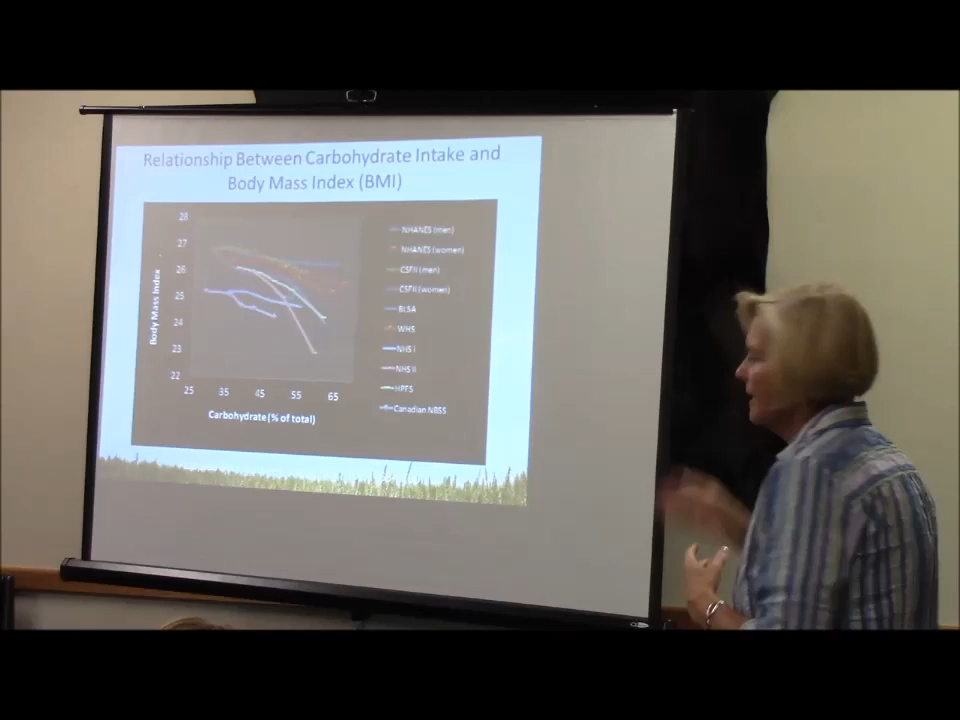 Relationship Between Carbohydrate Intake and
Body Mass Index (BMI)
28
27
26
25
24
23
22
Body Mass Index
25 35 45 55 65
Carbohydrate (% of total)
NHANES (men)
NHANES (women)
CSFII (men)
CSFII (women)
BLSA
WHS
NHS I
NHS II
HPFS
Canadian NBSS